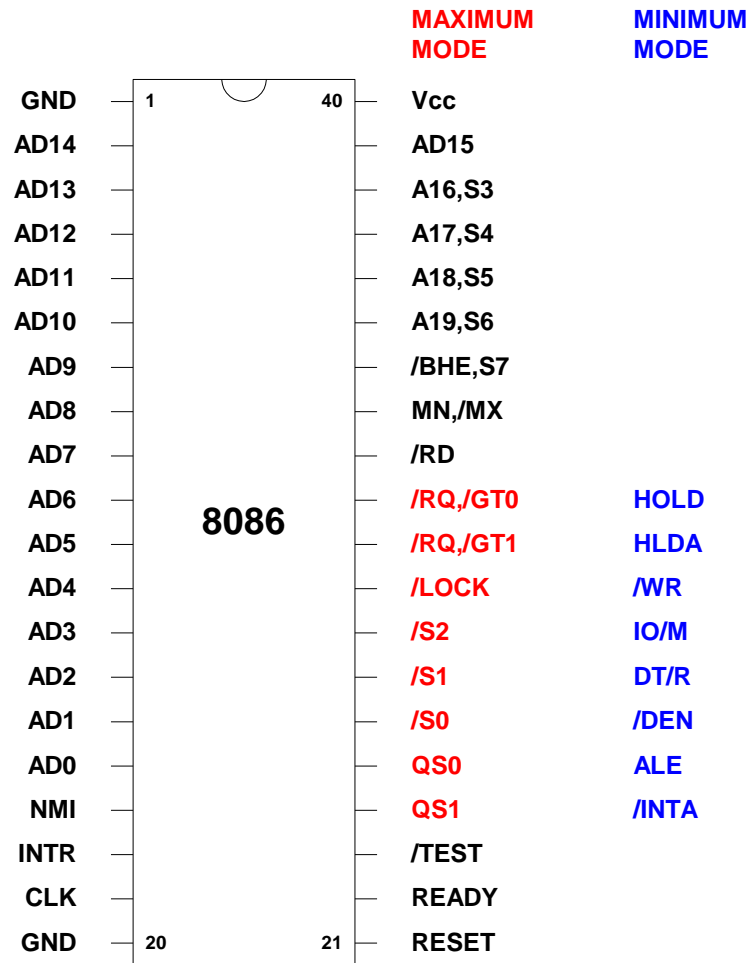 MAXIMUM MINIMUM
MODE MODE
GND 1 40 Vcc
AD14 AD15
AD13 A16,S3
AD12 A17,S4
AD11 A18,S5
AD10 A19,S6
AD9 /BHE,S7
AD8 MN,/MX
AD7 /RD
AD6 /RQ,/GT0 HOLD
8086
AD5 /RQ,/GT1 HLDA
AD4 /LOCK /WR
AD3 /S2 IO/M
AD2 /S1 DT/R
AD1 /S0 /DEN
AD0 QS0 ALE
NMI QS1 /INTA
INTR /TEST
CLK READY
GND 20 21 RESET